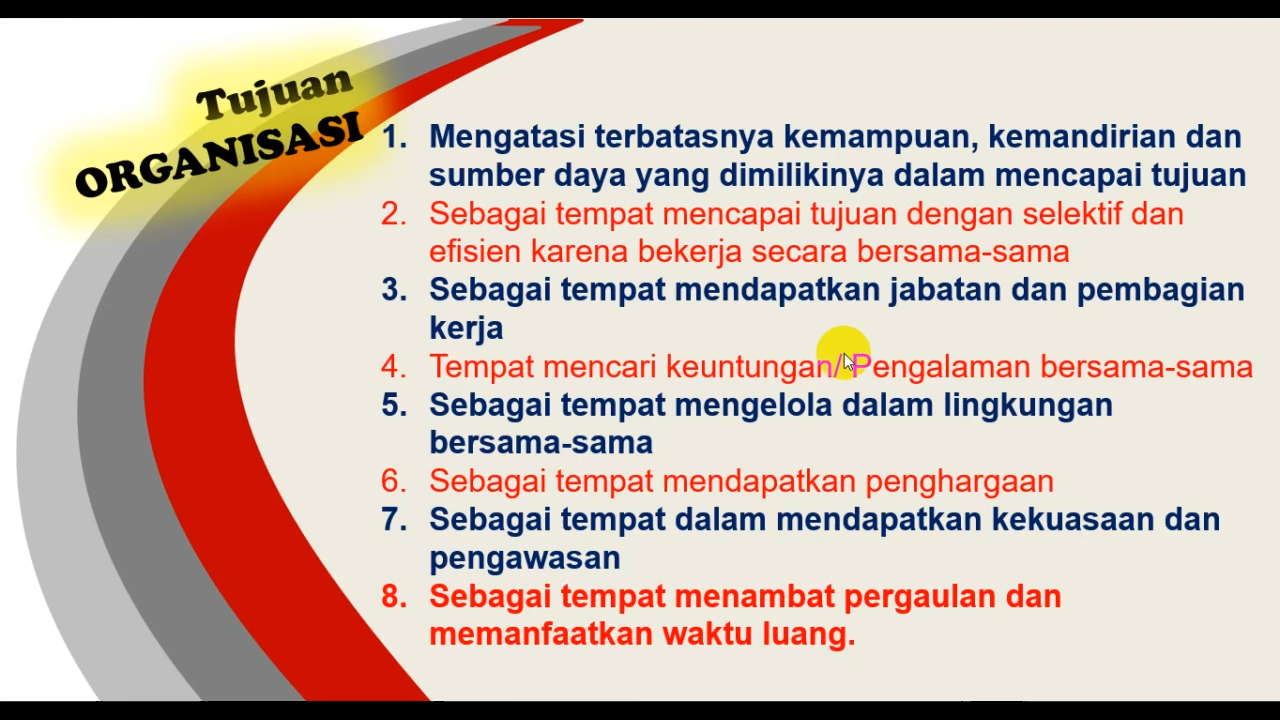 Tujuan
ORGANISASI
1. Mengatasi terbatasnya kemampuan, kemandirian dan
sumber daya yang dimilikinya dalam mencapai tujuan
2. Sebagai tempat mencapai tujuan dengan selektif dan
efisien karena bekerja secara bersama-sama
3. Sebagai tempat mendapatkan jabatan dan pembagian
kerja
4. Tempat mencari keuntungan/ Pengalaman bersama-sama
5. Sebagai tempat mengelola dalam lingkungan
bersama-sama
6. Sebagai tempat mendapatkan penghargaan
7. Sebagai tempat dalam mendapatkan kekuasaan dan
pengawasan
8. Sebagai tempat menambat pergaulan dan
memanfaatkan waktu luang.